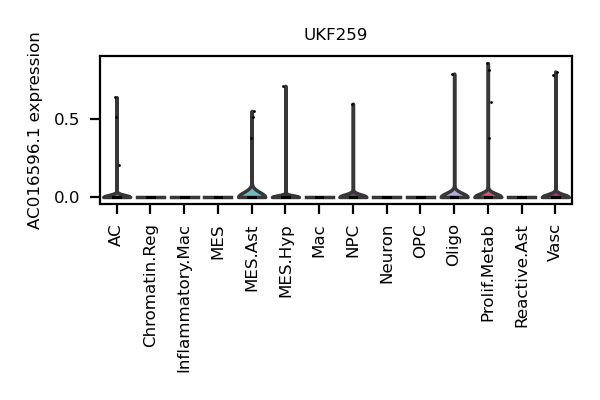 UKF259
AC016596.1 expression
0.5
0.0
AC
Chromatin.Reg
Inflammatory.Mac
MES
MES.Ast
MES.Hyp
Mac
NPC
Neuron
OPC
Oligo
Prolif.Metab
Reactive.Ast
Vasc